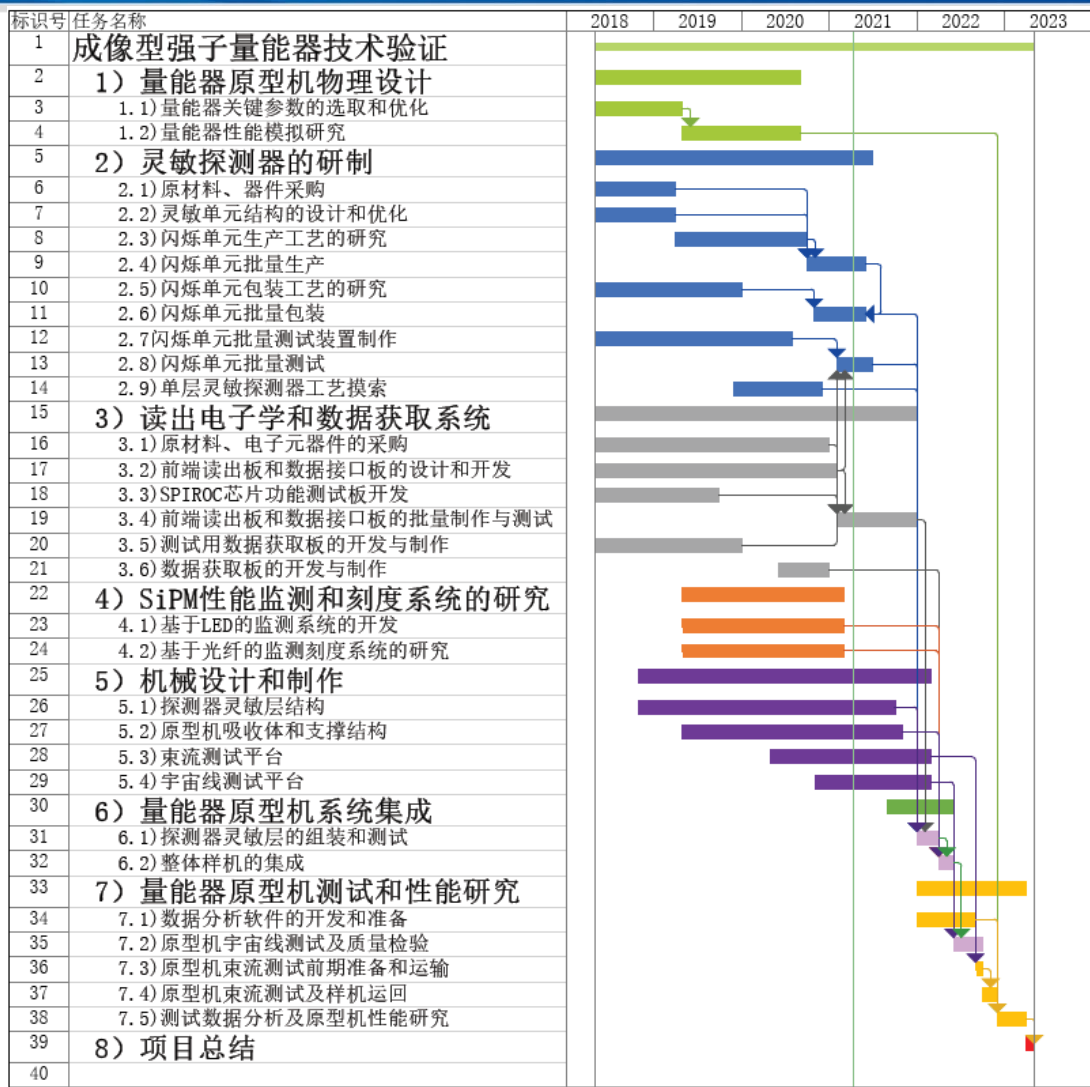 标识号 任务名称 2018 2019 2020 2021 2022 2023
1 成像型强子量能器技术验证
2 1）量能器原型机物理设计
3 1.1)量能器关键参数的选取和优化
4 1.2)量能器性能模拟研究
5 2）灵敏探测器的研制
6 2.1)原材料、器件采购
7 2.2)灵敏单元结构的设计和优化
8 2.3)闪烁单元生产工艺的研究
9 2.4)闪烁单元批量生产
10 2.5)闪烁单元包装工艺的研究
11 2.6)闪烁单元批量包装
12 2.7闪烁单元批量测试装置制作
13 2.8)闪烁单元批量测试
14 2.9)单层灵敏探测器工艺摸索
15 3）读出电子学和数据获取系统
16 3.1)原材料、电子元器件的采购
17 3.2)前端读出板和数据接口板的设计和开发
18 3.3)SPIROC芯片功能测试板开发
19 3.4)前端读出板和数据接口板的批量制作与测试
20 3.5)测试用数据获取板的开发与制作
21 3.6)数据获取板的开发与制作
22 4）SiPM性能监测和刻度系统的研究
23 4.1)基于LED的监测系统的开发
24 4.2)基于光纤的监测刻度系统的研究
25 5）机械设计和制作
26 5.1)探测器灵敏层结构
27 5.2)原型机吸收体和支撑结构
28 5.3)束流测试平台
29 5.4)宇宙线测试平台
30 6）量能器原型机系统集成
31 6.1)探测器灵敏层的组装和测试
32 6.2)整体样机的集成
33 7）量能器原型机测试和性能研究
34 7.1)数据分析软件的开发和准备
35 7.2)原型机宇宙线测试及质量检验
36 7.3)原型机束流测试前期准备和运输
37 7.4)原型机束流测试及样机运回
38 7.5)测试数据分析及原型机性能研究
39 8）项目总结
40